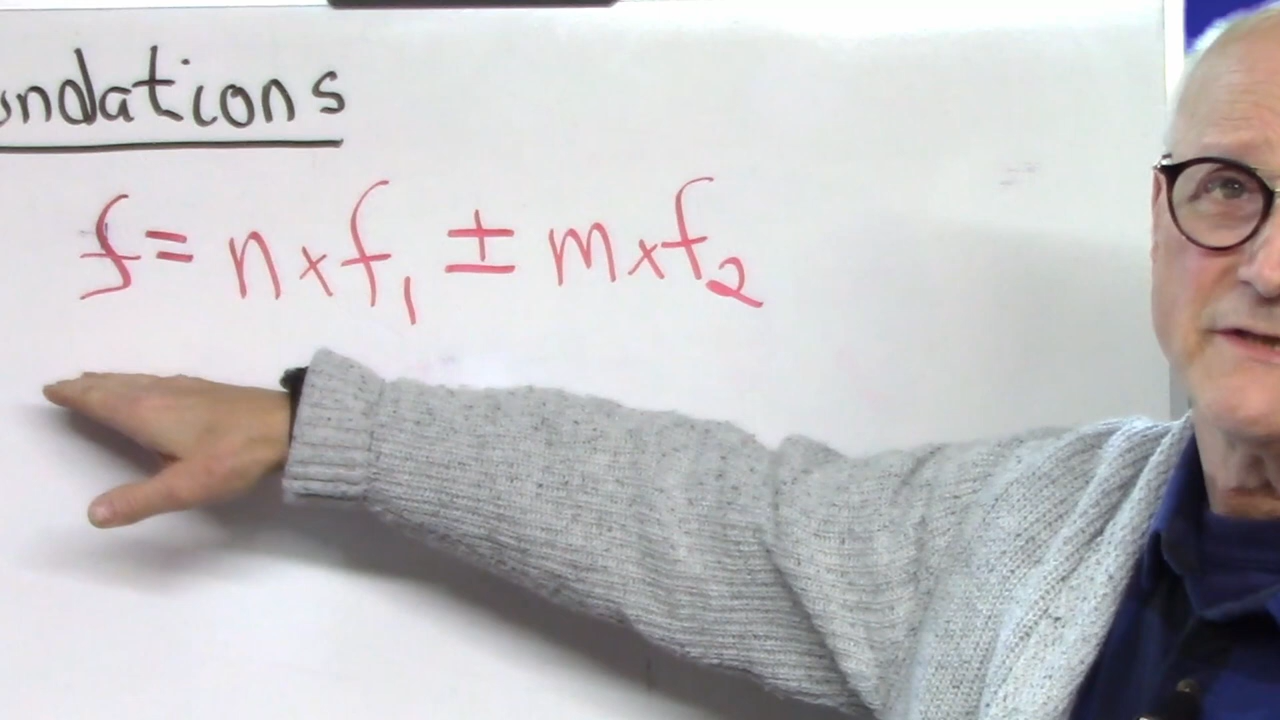 undations
f = n x f₁ ± m x f₂